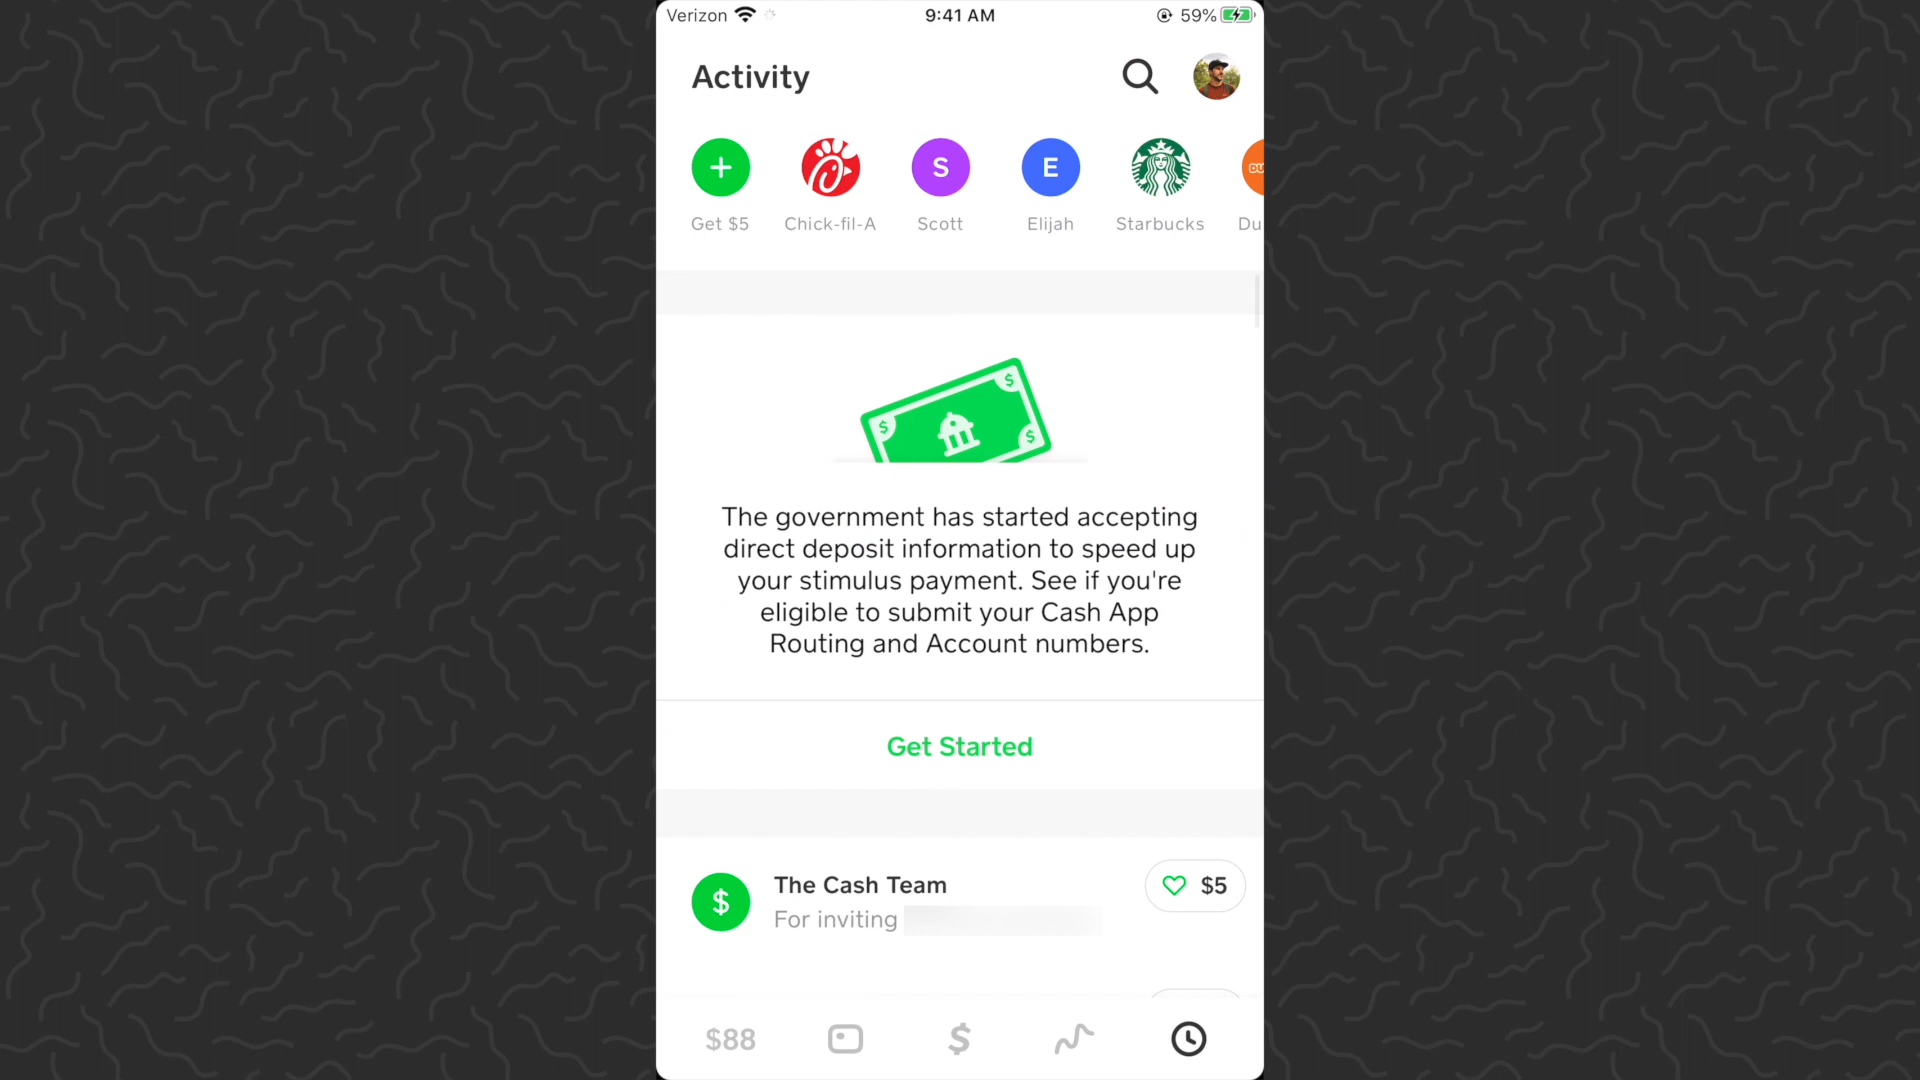 Verizon 9:41 AM 59%
Activity
S E DU
Get $5 Chick-fil-A Scott Elijah Starbucks Du
$ $ $
The government has started accepting
direct deposit information to speed up
your stimulus payment. See if you're
eligible to submit your Cash App
Routing and Account numbers.
Get Started
The Cash Team
$ $5
For inviting
$88 $